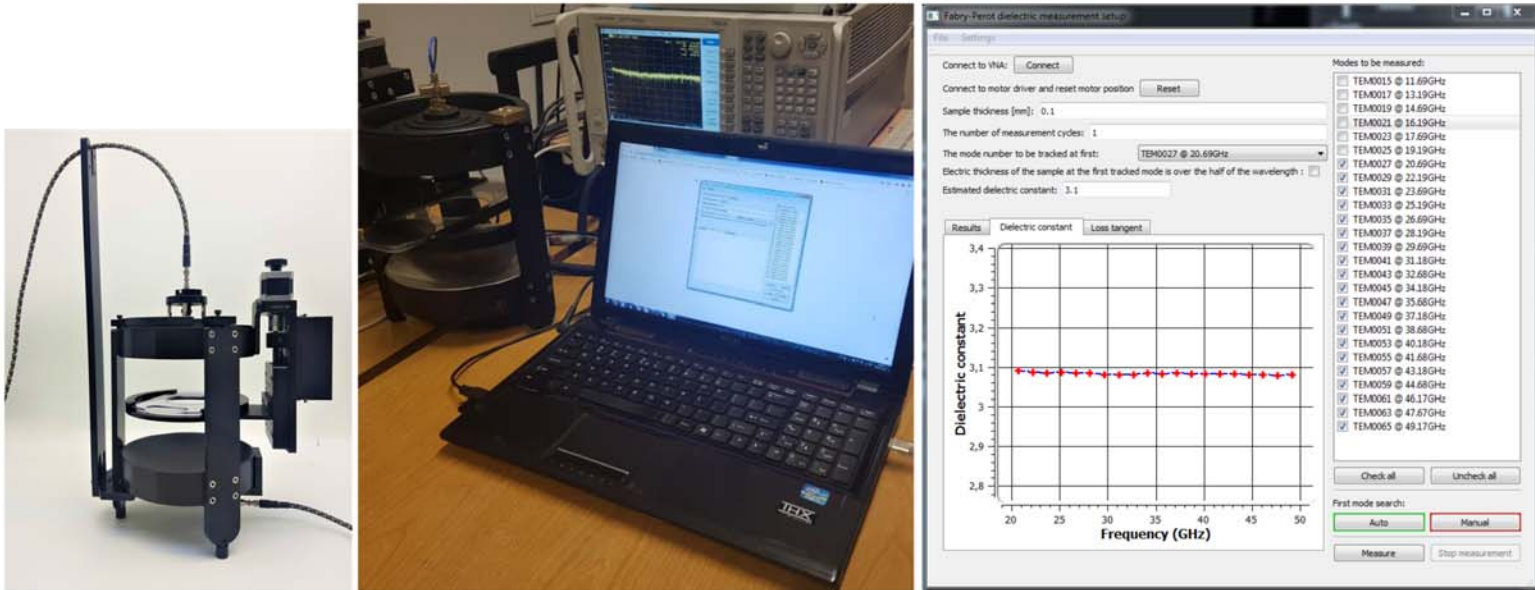 Fabry-Perot dielectric measurement setup
File Settings
Connect to VNA: Connect
Connect to motor driver and reset motor position Reset
Sample thickness [mm]: 0.1
The number of measurement cycles: 1
The mode number to be tracked at first: TEM0027 @ 20.69GHz
Electric thickness of the sample at the first tracked mode is over the half of the wavelength :
Estimated dielectric constant: 3.1
Results Dielectric constant Loss tangent
3,4
3,3
3,2
3,1
3
2,9
2,8
Dielectric constant
20 25 30 35 40 45 50
Frequency (GHz)
Modes to be measured:
TEM0015 @ 11.69GHz
TEM0017 @ 13.19GHz
TEM0019 @ 14.69GHz
TEM0021 @ 16.19GHz
TEM0023 @ 17.69GHz
TEM0025 @ 19.19GHz
TEM0027 @ 20.69GHz
TEM0029 @ 22.19GHz
TEM0031 @ 23.69GHz
TEM0033 @ 25.19GHz
TEM0035 @ 26.69GHz
TEM0037 @ 28.19GHz
TEM0039 @ 29.69GHz
TEM0041 @ 31.18GHz
TEM0043 @ 32.68GHz
TEM0045 @ 34.18GHz
TEM0047 @ 35.68GHz
TEM0049 @ 37.18GHz
TEM0051 @ 38.68GHz
TEM0053 @ 40.18GHz
TEM0055 @ 41.68GHz
TEM0057 @ 43.18GHz
TEM0059 @ 44.68GHz
TEM0061 @ 46.17GHz
TEM0063 @ 47.67GHz
TEM0065 @ 49.17GHz
Check all Uncheck all
First mode search:
Auto Manual
Measure Stop measurement
THX